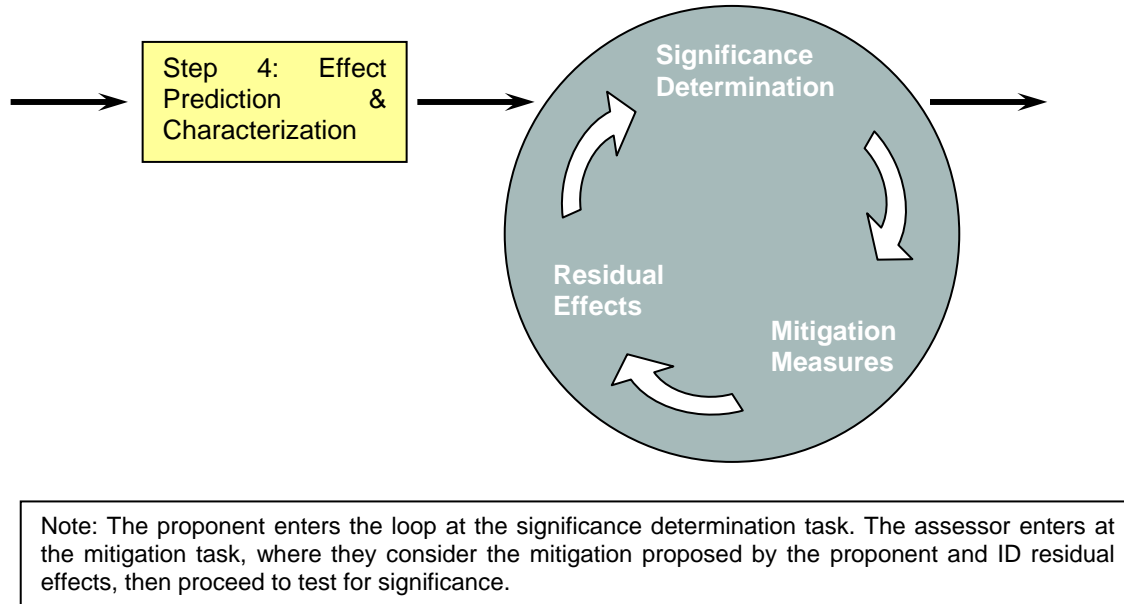 Step 4: Effect
Prediction &
Characterization
Significance
Determination
Residual
Effects
Mitigation
Measures
Note: The proponent enters the loop at the significance determination task. The assessor enters at
the mitigation task, where they consider the mitigation proposed by the proponent and ID residual
effects, then proceed to test for significance.